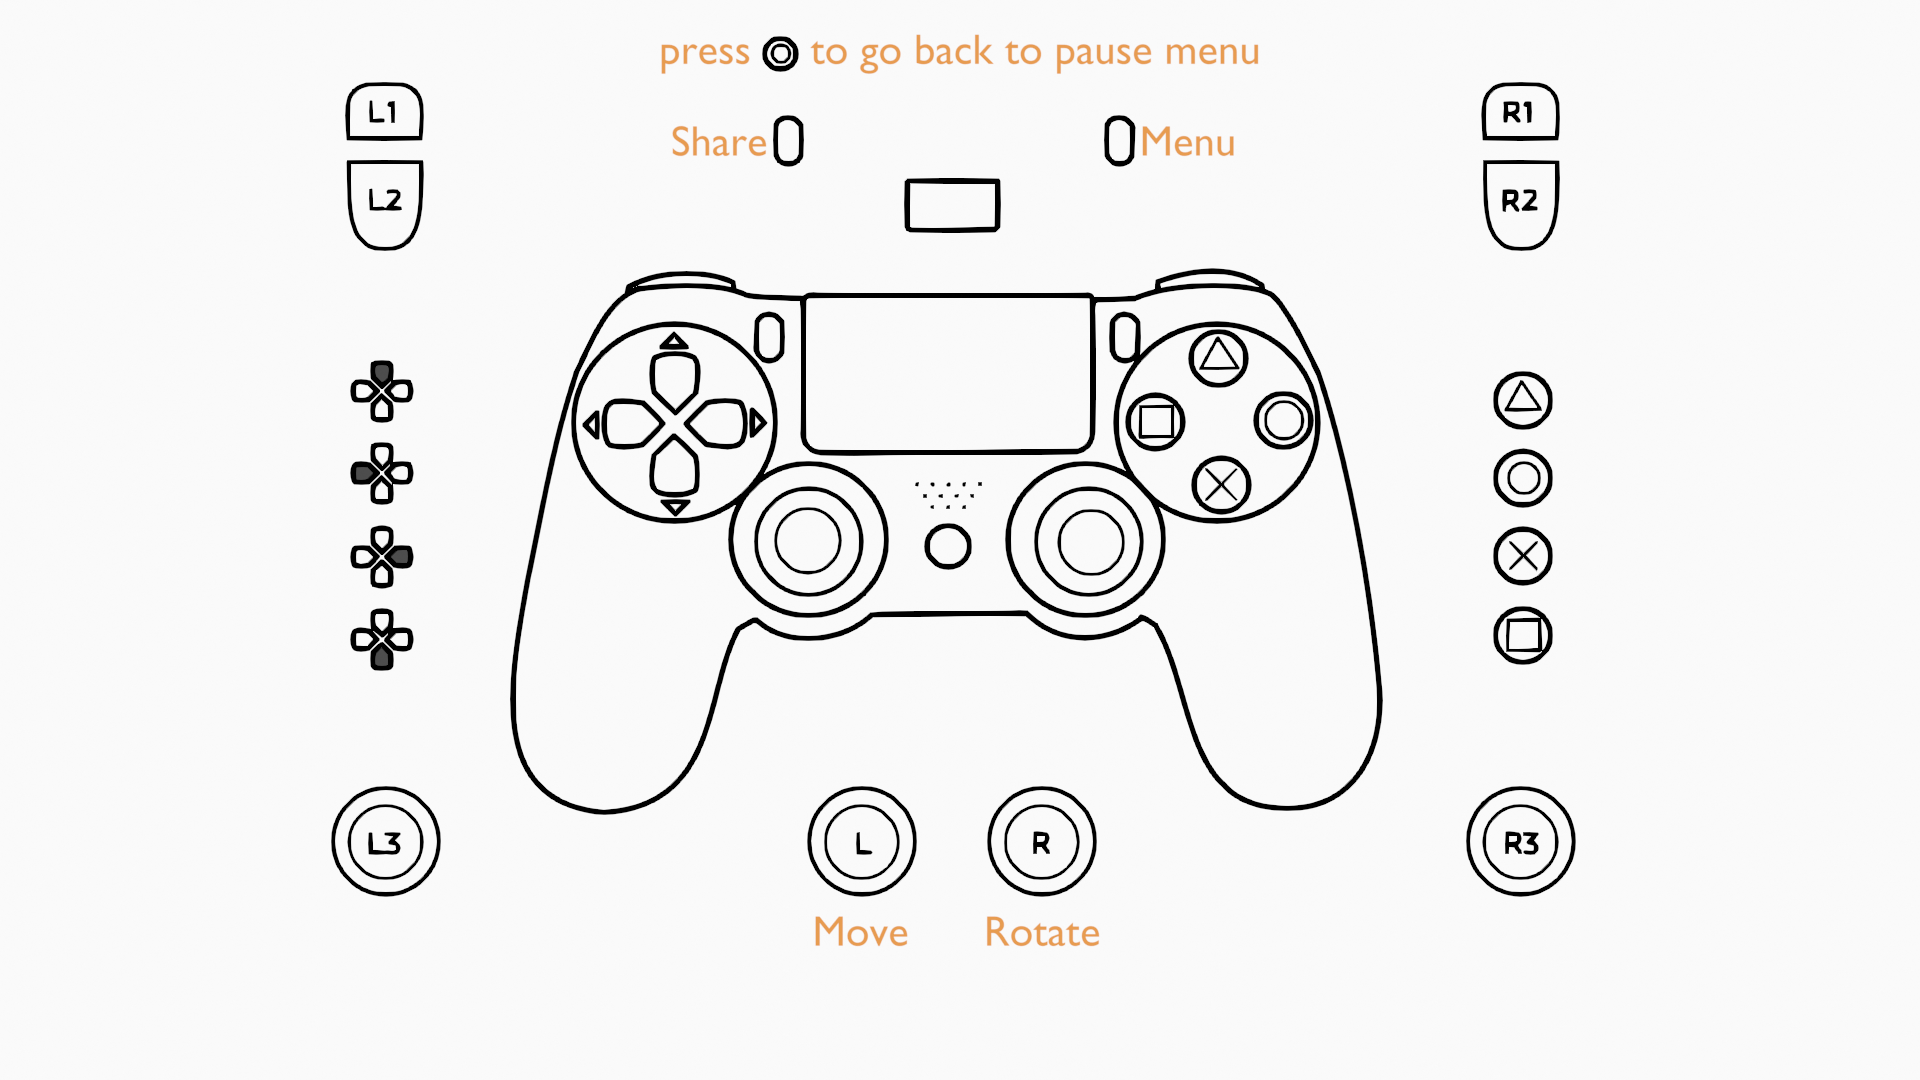 press to go back to pause menu
L1
Share
Menu
R1
L2
R2
L3
L
R
R3
Move
Rotate